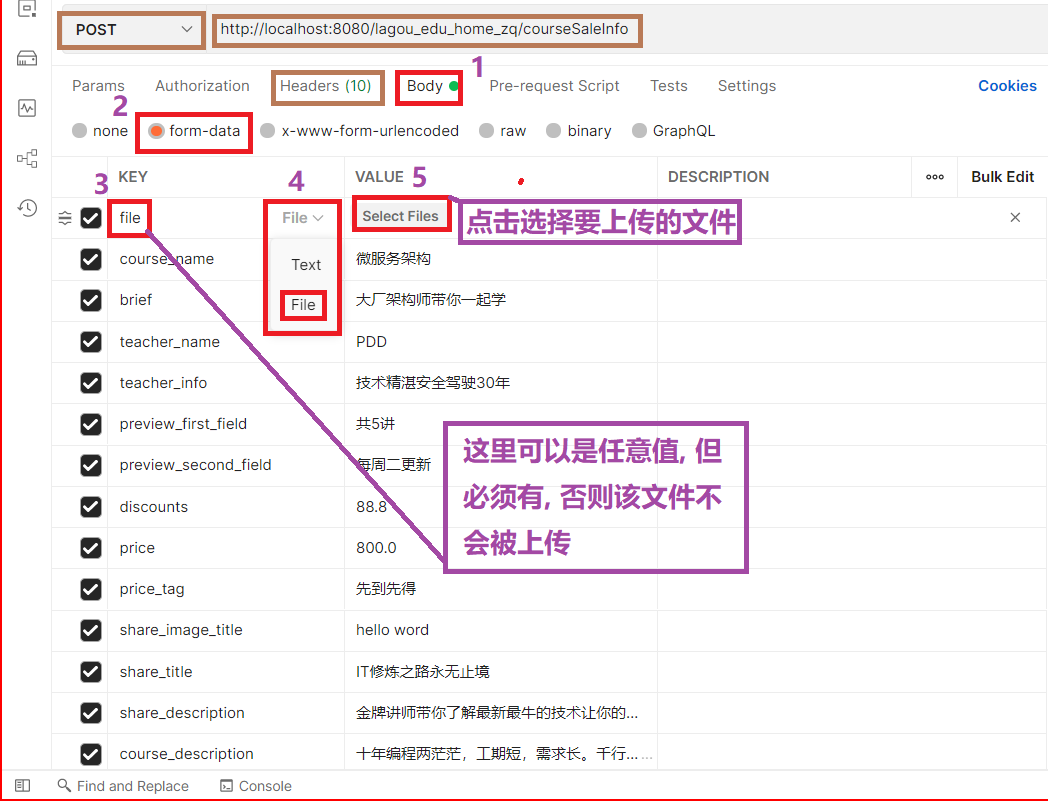 POST http://localhost:8080/lagou_edu_home_zq/courseSaleInfo
1
Params Authorization Headers (10) Body Pre-request Script Tests Settings Cookies
2
none form-data x-www-form-urlencoded raw binary GraphQL
3 KEY 4 VALUE 5 DESCRIPTION ooo Bulk Edit
file File Select Files 点击选择要上传的文件
course_name Text 微服务架构
brief File 大厂架构师带你一起学
teacher_name PDD
teacher_info 技术精湛安全驾驶30年
preview_first_field 共5讲
preview_second_field 每周二更新
discounts 88.8
price 800.0
price_tag 先到先得
share_image_title hello word
share_title IT修炼之路永无止境
share_description 金牌讲师带你了解最新最牛的技术让你的...
course_description 十年编程两茫茫，工期短，需求长。千行... ...
这里可以是任意值, 但
必须有, 否则该文件不
会被上传
Find and Replace Console